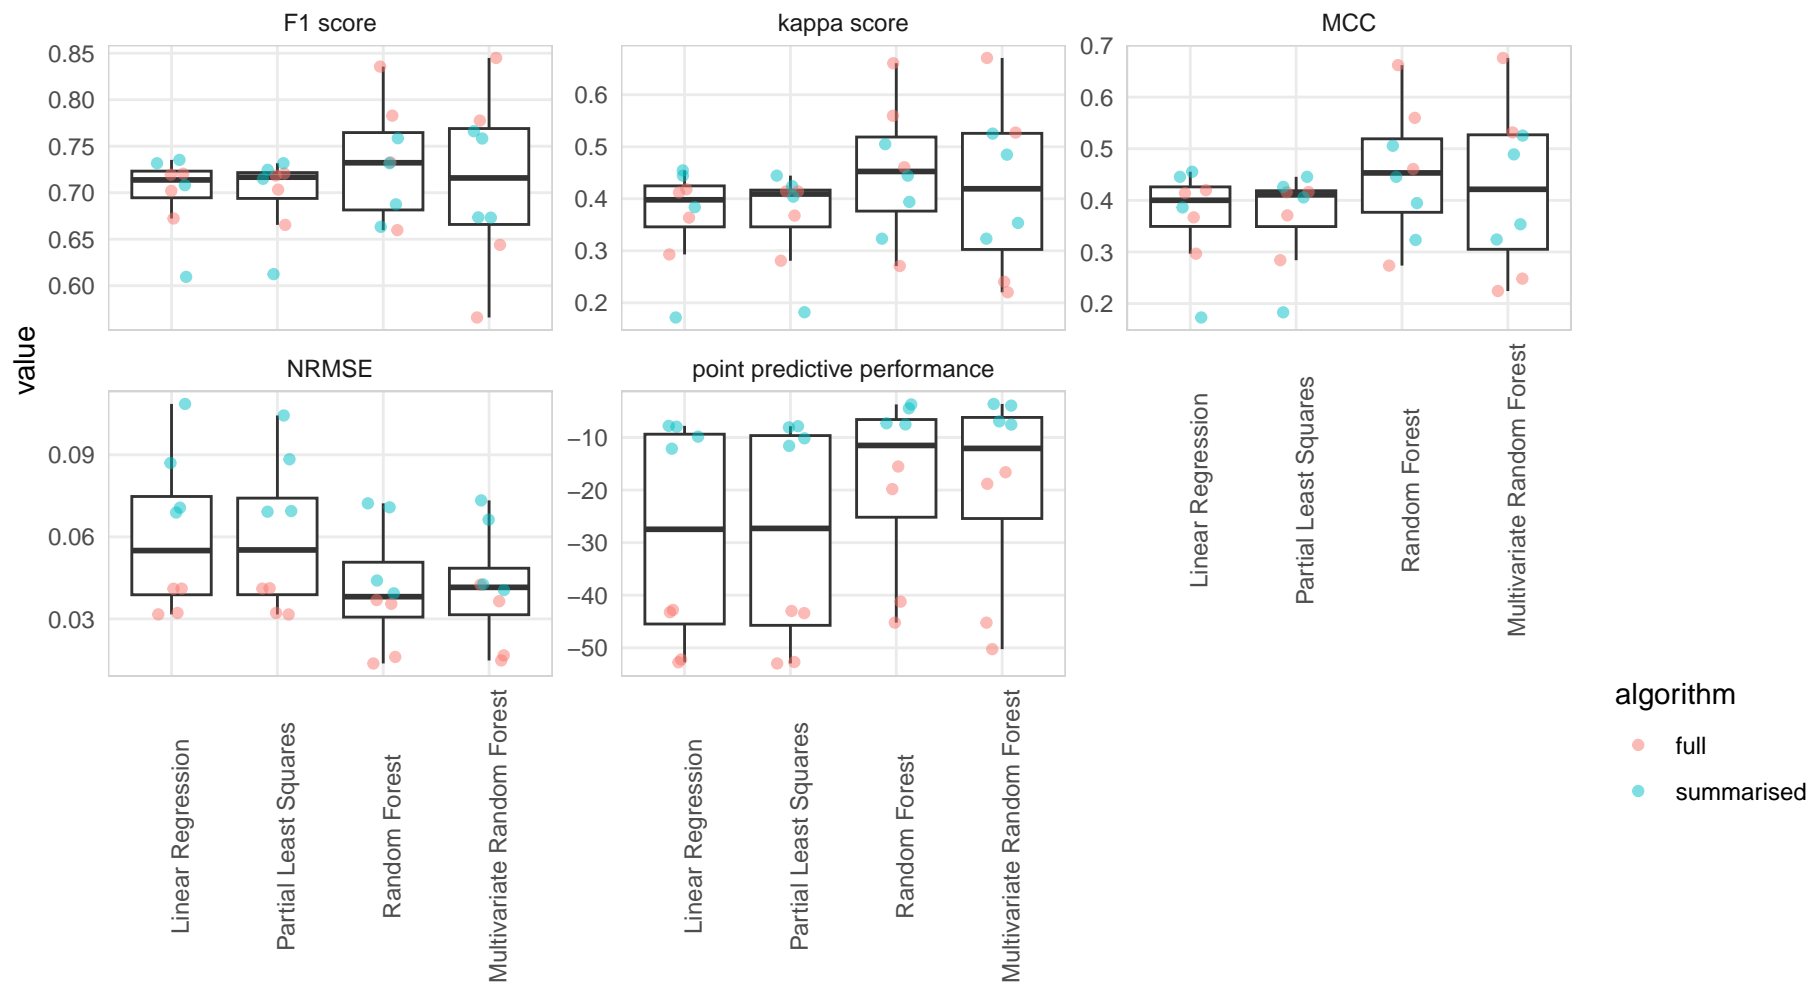 F1 score
kappa score
MCC
0.85
0.80
0.75
0.70
0.65
0.60
0.6
0.5
0.4
0.3
0.2
0.7
0.6
0.5
0.4
0.3
0.2
value
NRMSE
point predictive performance
0.09
0.06
0.03
−10
−20
−30
−40
−50
Linear Regression
Partial Least Squares
Random Forest
Multivariate Random Forest
Linear Regression
Partial Least Squares
Random Forest
Multivariate Random Forest
Linear Regression
Partial Least Squares
Random Forest
Multivariate Random Forest
algorithm
full
summarised